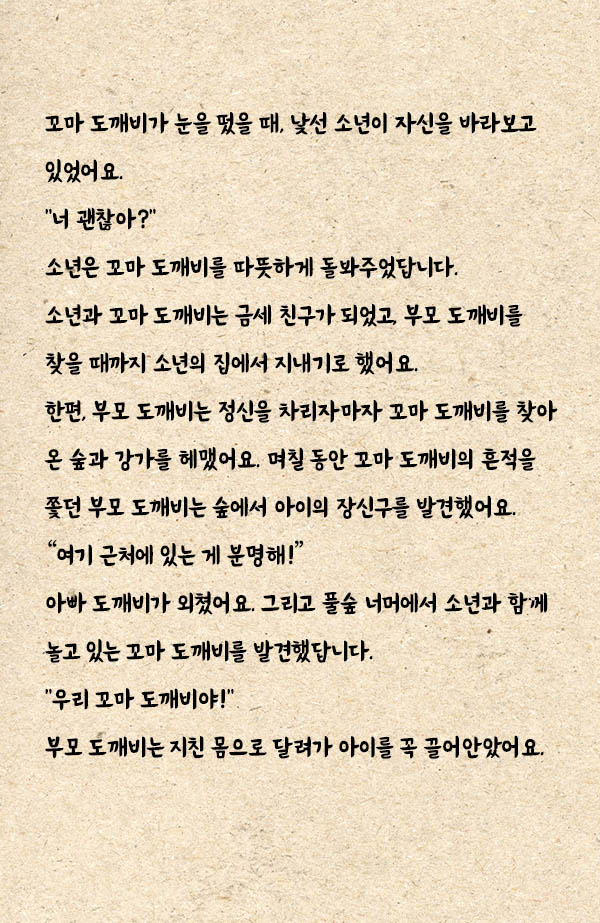 꼬마 도깨비가 눈을 떴을 때, 낯선 소년이 자신을 바라보고
있었어요.
"너 괜찮아?"
소년은 꼬마 도깨비를 따뜻하게 돌봐주었답니다.
소년과 꼬마 도깨비는 금세 친구가 되었고, 부모 도깨비를
찾을 때까지 소년의 집에서 지내기로 했어요.
한편, 부모 도깨비는 정신을 차리자마자 꼬마 도깨비를 찾아
온 숲과 강가를 헤맸어요. 며칠 동안 꼬마 도깨비의 흔적을
쫓던 부모 도깨비는 숲에서 아이의 장신구를 발견했어요.
“여기 근처에 있는 게 분명해!”
아빠 도깨비가 외쳤어요. 그리고 풀숲 너머에서 소년과 함께
놀고 있는 꼬마 도깨비를 발견했답니다.
"우리 꼬마 도깨비야!"
부모 도깨비는 지친 몸으로 달려가 아이를 꼭 끌어안았어요.